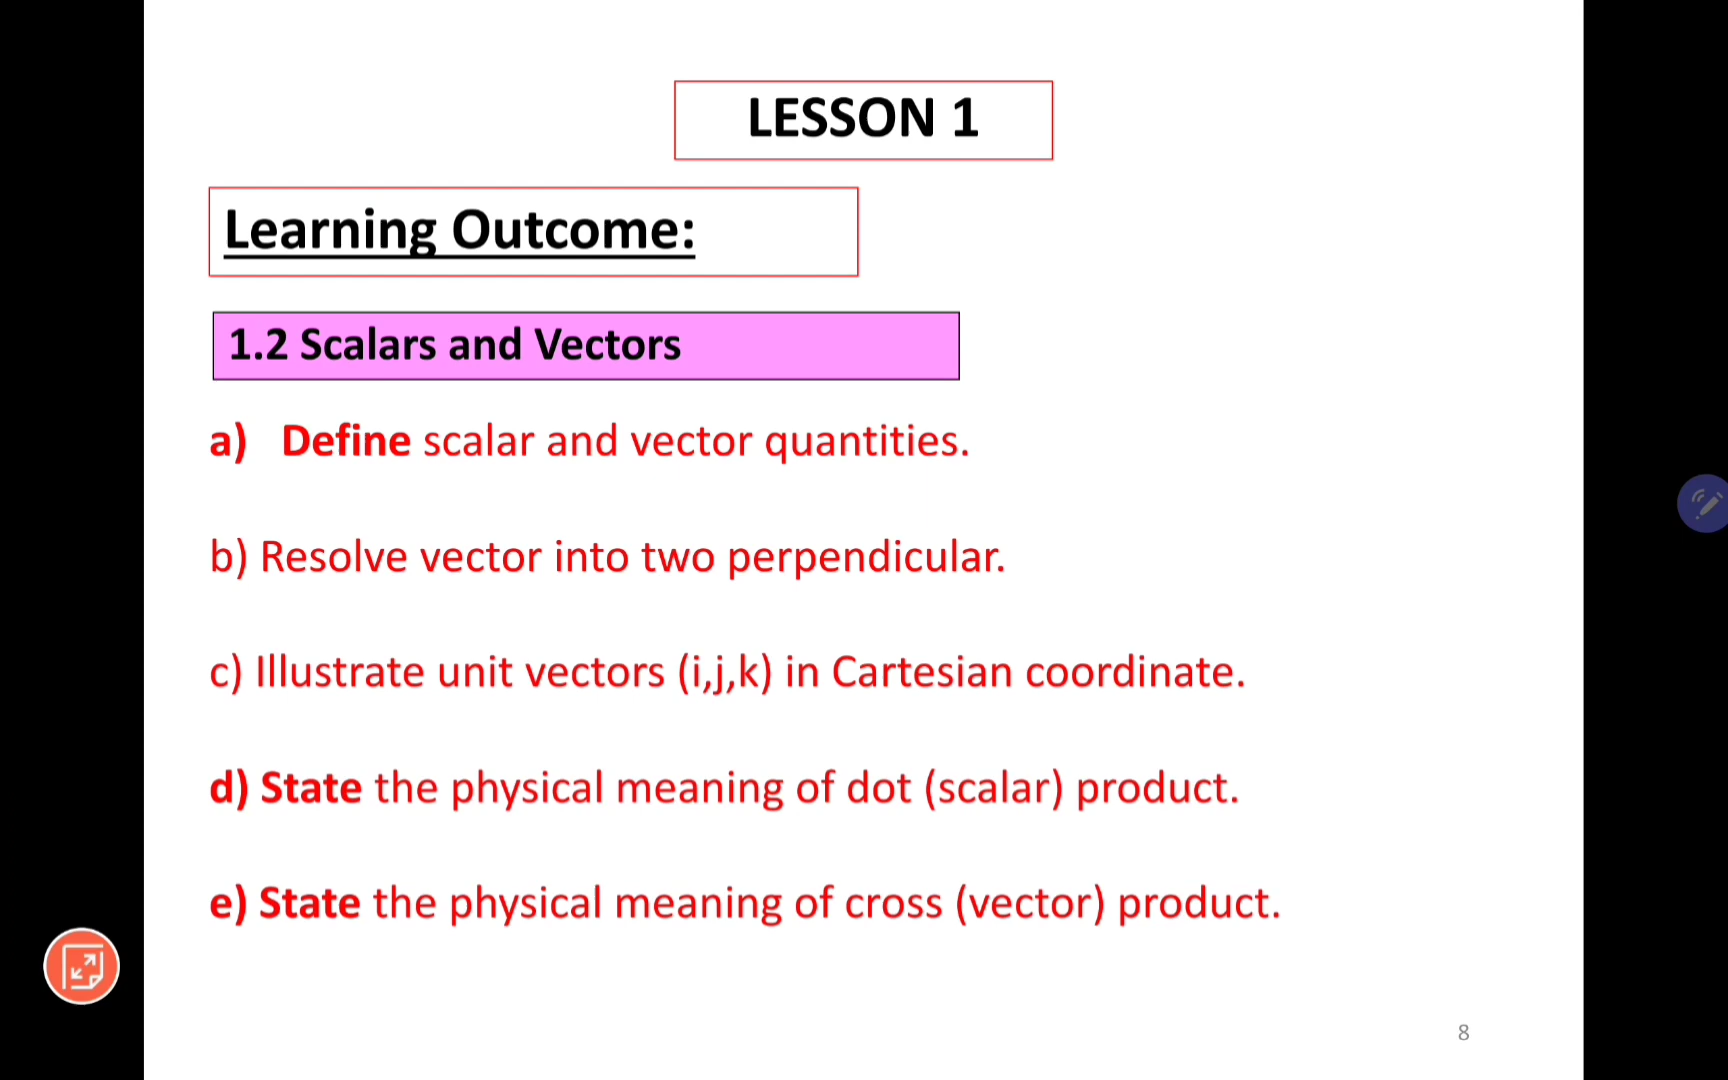 LESSON 1
Learning Outcome:
1.2 Scalars and Vectors
a) Define scalar and vector quantities.
b) Resolve vector into two perpendicular.
c) Illustrate unit vectors (i,j,k) in Cartesian coordinate.
d) State the physical meaning of dot (scalar) product.
e) State the physical meaning of cross (vector) product.
8